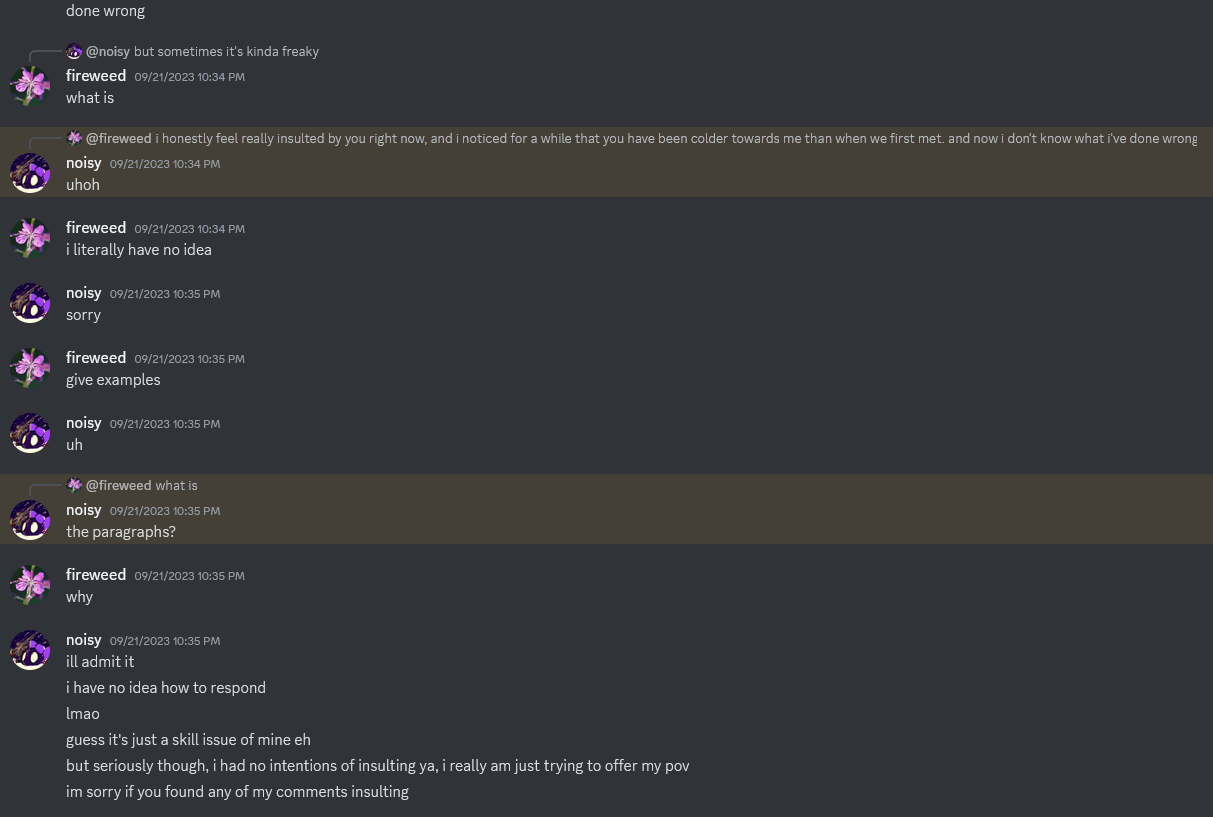 done wrong
@noisy but sometimes it's kinda freaky
fireweed 09/21/2023 10:34 PM
what is
@fireweed i honestly feel really insulted by you right now, and i noticed for a while that you have been colder towards me than when we first met. and now i don't know what i've done wrong
noisy 09/21/2023 10:34 PM
uhoh
fireweed 09/21/2023 10:34 PM
i literally have no idea
noisy 09/21/2023 10:35 PM
sorry
fireweed 09/21/2023 10:35 PM
give examples
noisy 09/21/2023 10:35 PM
uh
@fireweed what is
noisy 09/21/2023 10:35 PM
the paragraphs?
fireweed 09/21/2023 10:35 PM
why
noisy 09/21/2023 10:35 PM
ill admit it
i have no idea how to respond
lmao
guess it's just a skill issue of mine eh
but seriously though, i had no intentions of insulting ya, i really am just trying to offer my pov
im sorry if you found any of my comments insulting